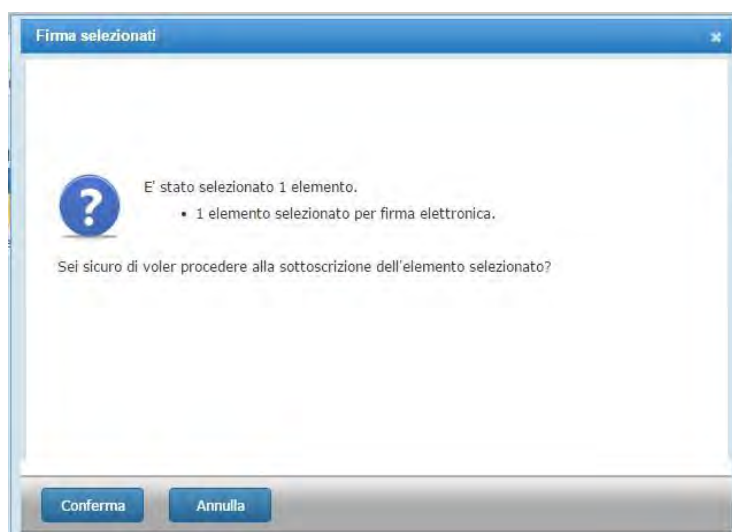 Firma selezionati
E' stato selezionato 1 elemento.
• 1 elemento selezionato per firma elettronica.
Sei sicuro di voler procedere alla sottoscrizione dell'elemento selezionato?
Conferma
Annulla